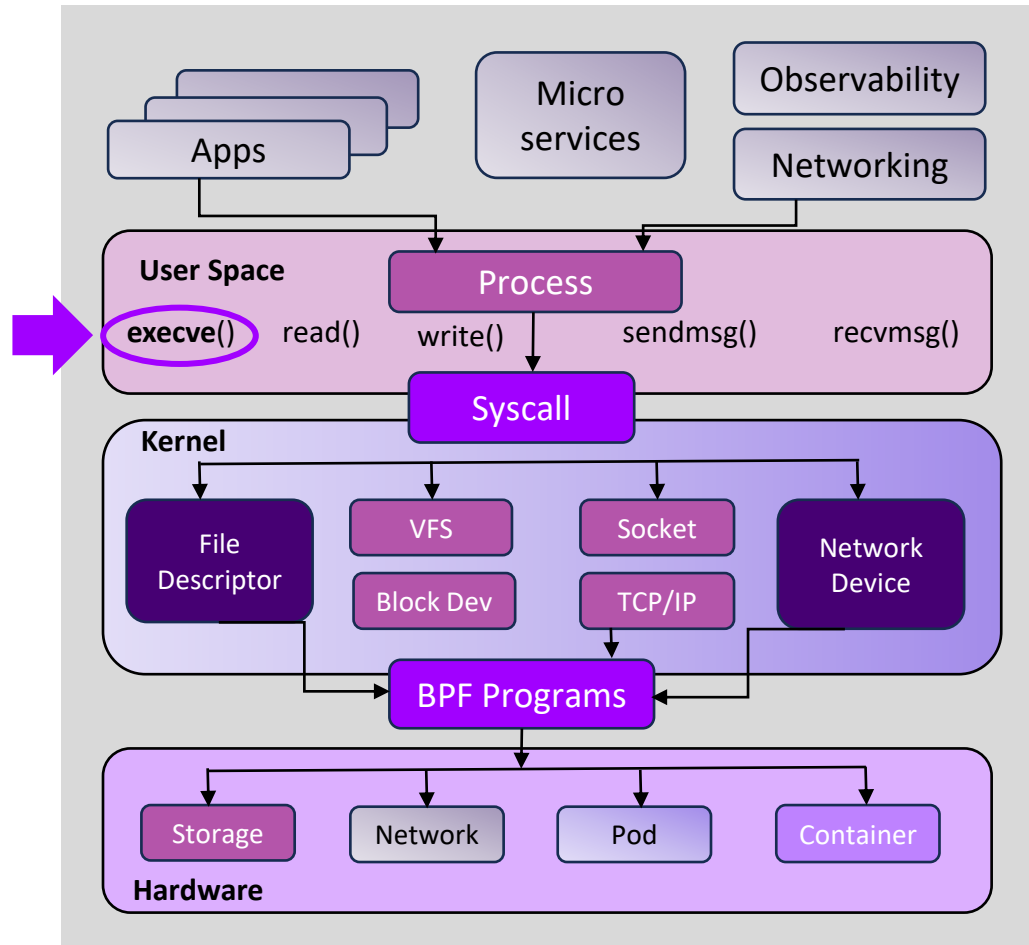 Apps
Micro
services
Observability
Networking
User Space
Process
execve()
read()
write()
sendmsg()
recvmsg()
Syscall
Kernel
File
Descriptor
VFS
Block Dev
Socket
TCP/IP
Network
Device
BPF Programs
Storage
Network
Pod
Container
Hardware